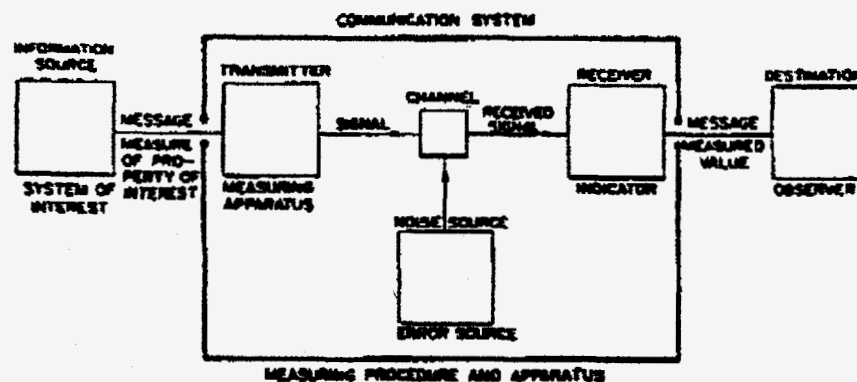 COMMUNICATION SYSTEM
INFORMATION
SOURCE
TRANSMITTER
CHANNEL
RECEIVER
DESTINATION
MESSAGE
SIGNAL
RECEIVED
SIGNAL
MESSAGE
MEASURE
OF PRO-
PERTY OF
INTEREST
MEASURED
VALUE
SYSTEM OF
INTEREST
MEASURING
APPARATUS
INDICATOR
OBSERVER
NOISE SOURCE
ERROR SOURCE
MEASURING PROCEDURE AND APPARATUS